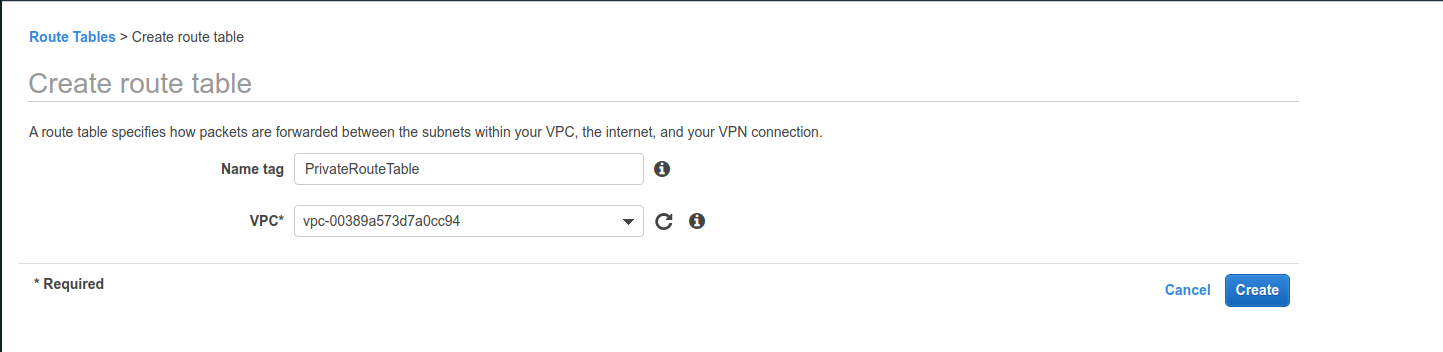 Route Tables > Create route table
Create route table
A route table specifies how packets are forwarded between the subnets within your VPC, the internet, and your VPN connection.
Name tag PrivateRouteTable
VPC* vpc-00389a573d7a0cc94
* Required
Cancel Create